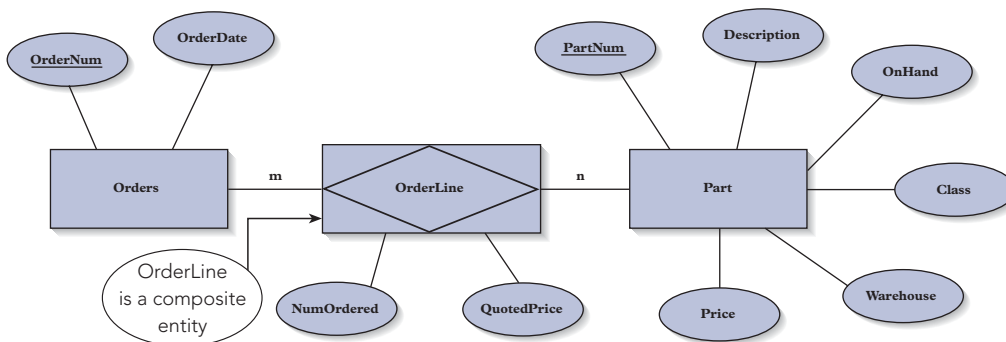 OrderNum
OrderDate
PartNum
Description
OnHand
Orders
m
OrderLine
n
Part
Class
OrderLine
is a composite
entity
NumOrdered
QuotedPrice
Price
Warehouse